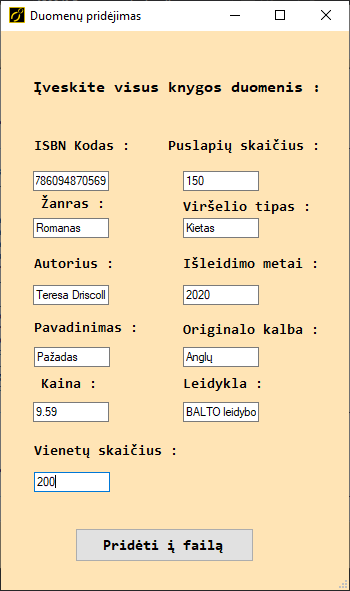 Duomenų pridėjimas
Įveskite visus knygos duomenis :
ISBN Kodas :
Puslapių skaičius :
786094870569
150
Žanras :
Viršelio tipas :
Romanas
Kietas
Autorius :
Išleidimo metai :
Teresa Driscoll
2020
Pavadinimas :
Originalo kalba :
Pažadas
Anglų
Kaina :
Leidykla :
9.59
BALTO leidybo
Vienetų skaičius :
200
Pridėti į failą